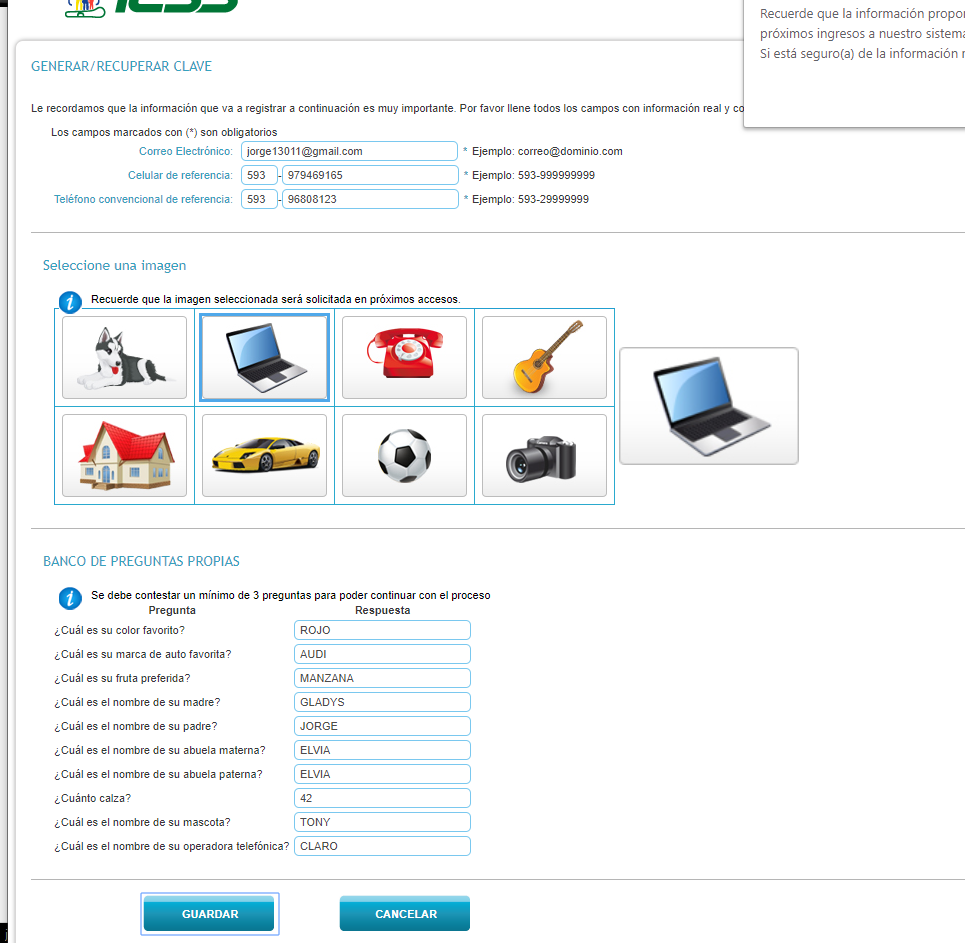 IESS
Recuerde que la información propor
próximos ingresos a nuestro sistema
Si está seguro(a) de la información r
GENERAR/RECUPERAR CLAVE
Le recordamos que la información que va a registrar a continuación es muy importante. Por favor llene todos los campos con información real y co
Los campos marcados con (*) son obligatorios
Correo Electrónico: jorge13011@gmail.com * Ejemplo: correo@dominio.com
Celular de referencia: 593 - 979469165 * Ejemplo: 593-999999999
Teléfono convencional de referencia: 593 - 96808123 * Ejemplo: 593-29999999
Seleccione una imagen
i Recuerde que la imagen seleccionada será solicitada en próximos accesos.
BANCO DE PREGUNTAS PROPIAS
i Se debe contestar un mínimo de 3 preguntas para poder continuar con el proceso
Pregunta Respuesta
¿Cuál es su color favorito? ROJO
¿Cuál es su marca de auto favorita? AUDI
¿Cuál es su fruta preferida? MANZANA
¿Cuál es el nombre de su madre? GLADYS
¿Cuál es el nombre de su padre? JORGE
¿Cuál es el nombre de su abuela materna? ELVIA
¿Cuál es el nombre de su abuela paterna? ELVIA
¿Cuánto calza? 42
¿Cuál es el nombre de su mascota? TONY
¿Cuál es el nombre de su operadora telefónica? CLARO
GUARDAR CANCELAR